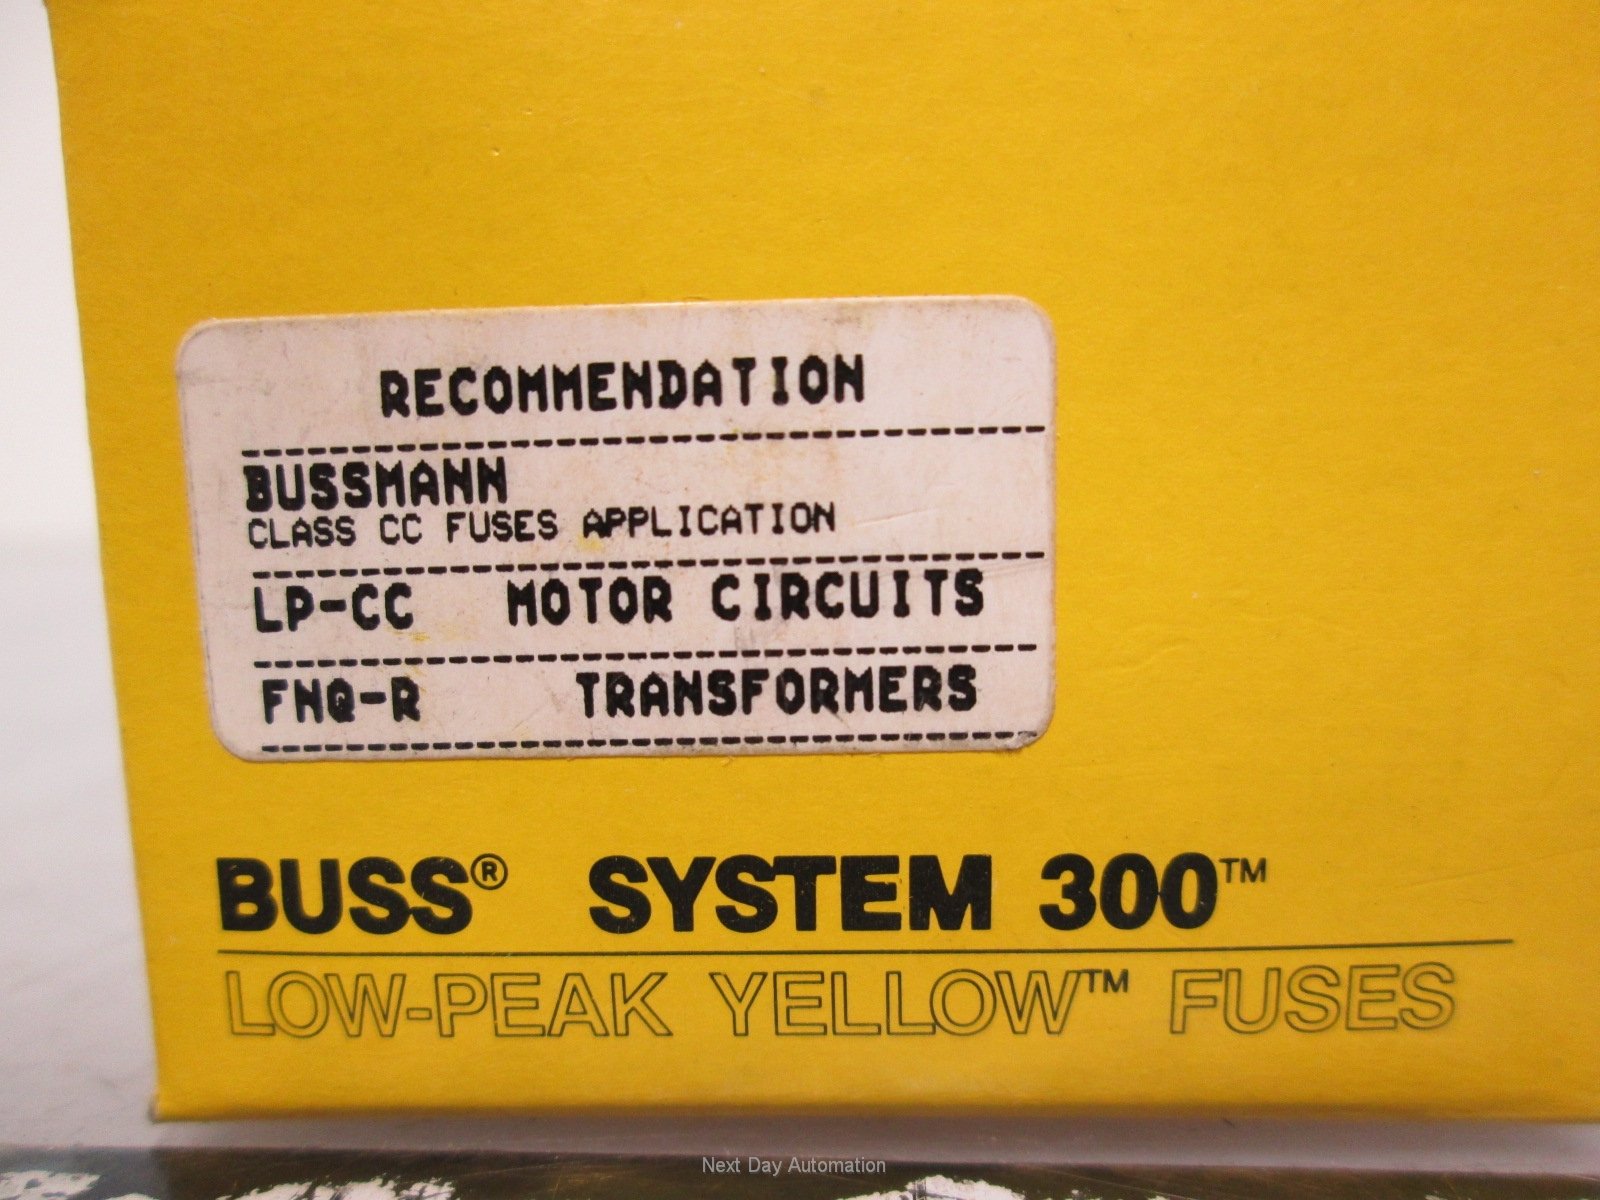 RECOMMENDATION
BUSSMANN
CLASS CC FUSES APPLICATION
LP-CC MOTOR CIRCUITS
FNQ-R TRANSFORMERS
BUSS® SYSTEM 300™
LOW-PEAK YELLOW™ FUSES
Next Day Automation